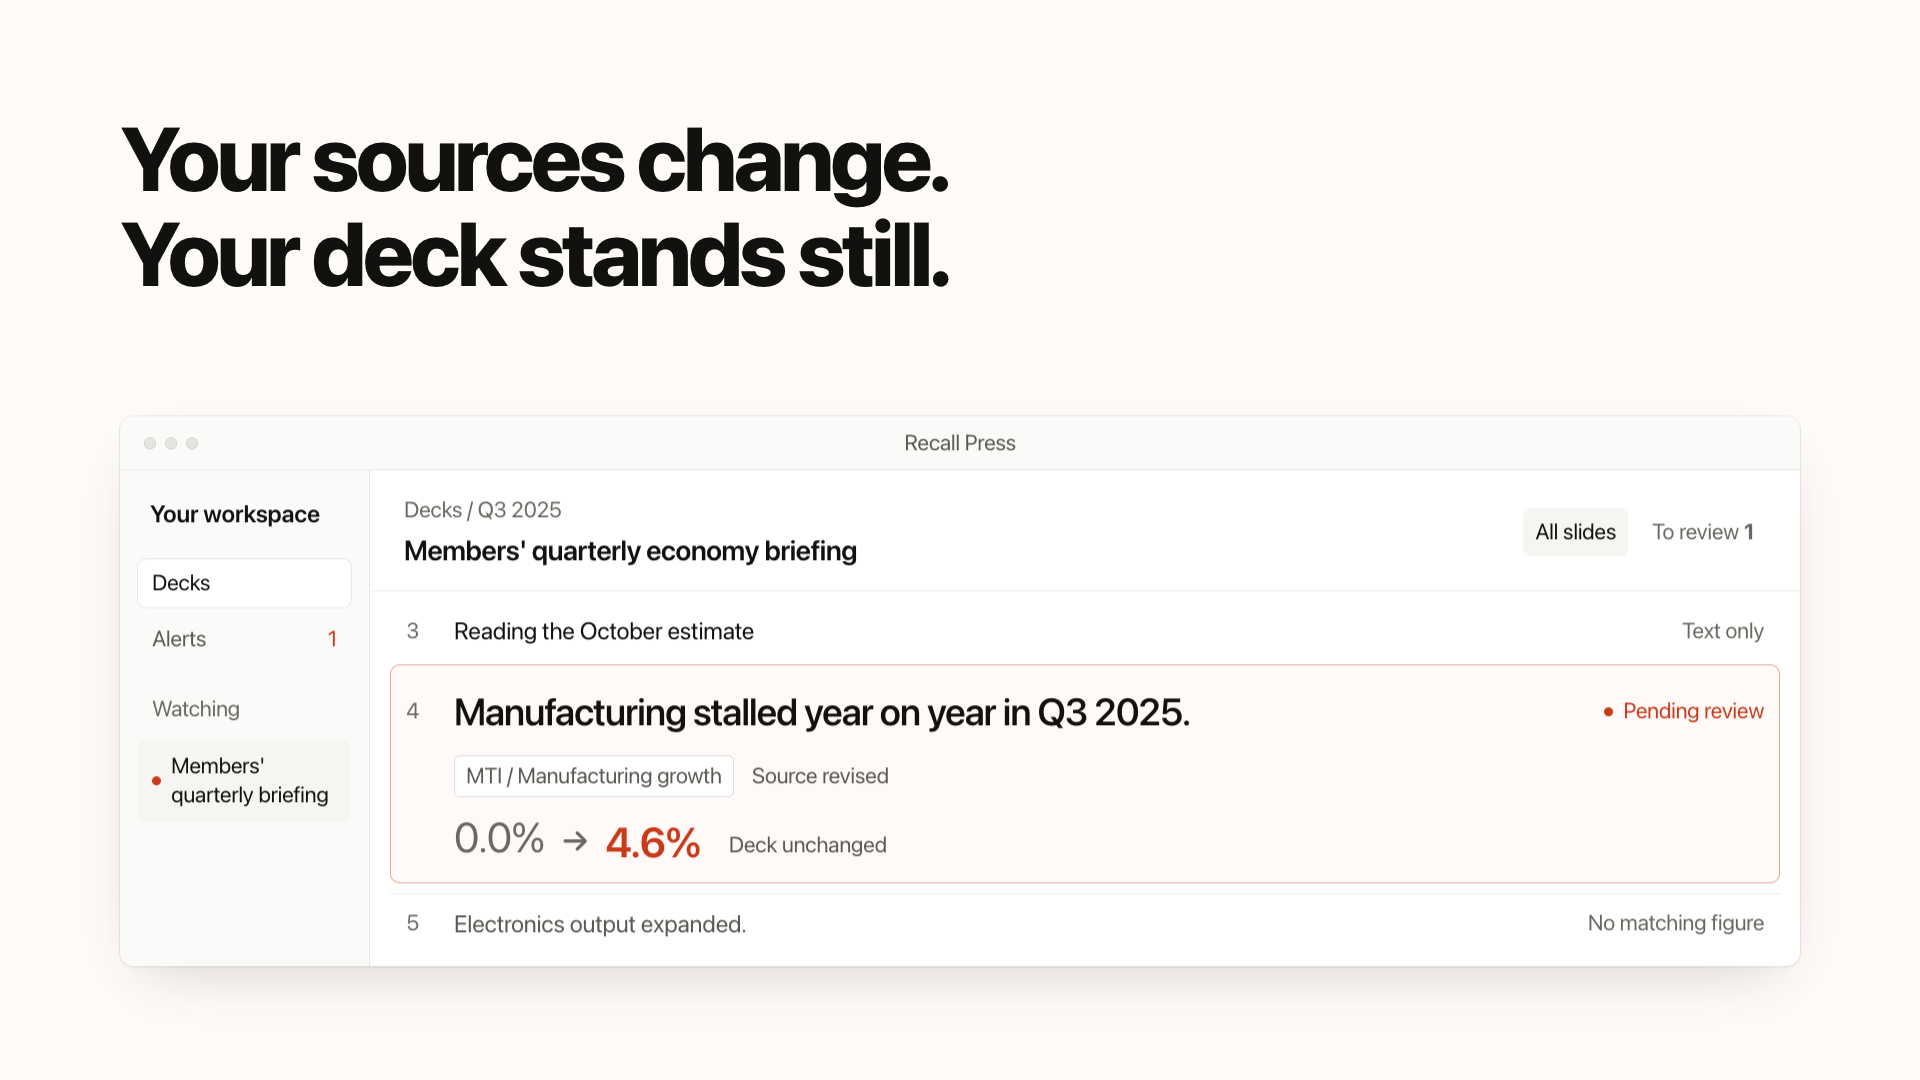 Your sources change.
Your deck stands still.
Recall Press
Your workspace
Decks
Alerts 1
Watching
Members'
quarterly briefing
Decks / Q3 2025
Members' quarterly economy briefing
All slides
To review 1
3 Reading the October estimate Text only
4 Manufacturing stalled year on year in Q3 2025. Pending review
MTI / Manufacturing growth Source revised
0.0% → 4.6% Deck unchanged
5 Electronics output expanded. No matching figure